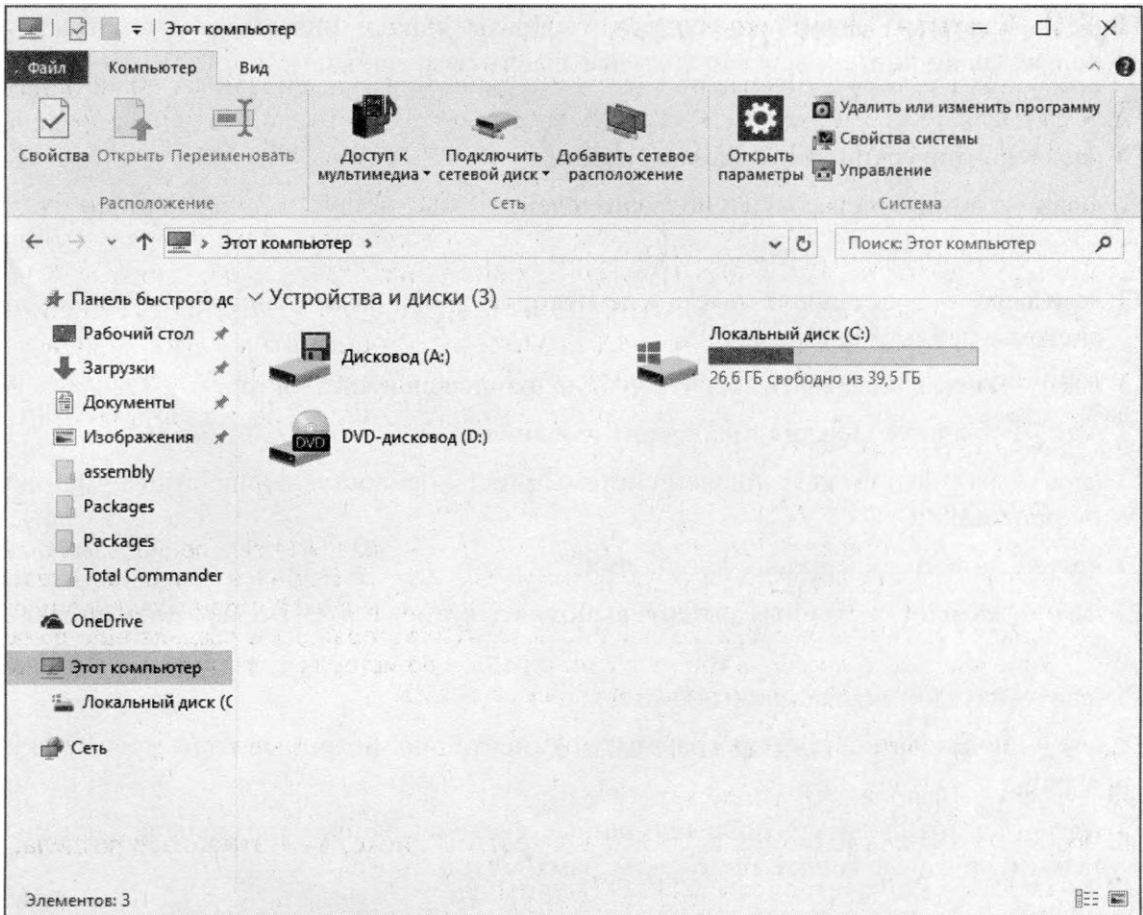 Этот компьютер
Файл Компьютер Вид
Свойства Открыть Переименовать
Доступ к мультимедиа
Подключить сетевой диск
Добавить сетевое расположение
Открыть параметры
Удалить или изменить программу
Свойства системы
Управление
Расположение Сеть Система
Этот компьютер
Поиск: Этот компьютер
Панель быстрого дс
Рабочий стол
Загрузки
Документы
Изображения
assembly
Packages
Packages
Total Commander
OneDrive
Этот компьютер
Локальный диск (C
Сеть
Устройства и диски (3)
Дисковод (A:)
Локальный диск (C:)
26,6 ГБ свободно из 39,5 ГБ
DVD
DVD-дисковод (D:)
Элементов: 3